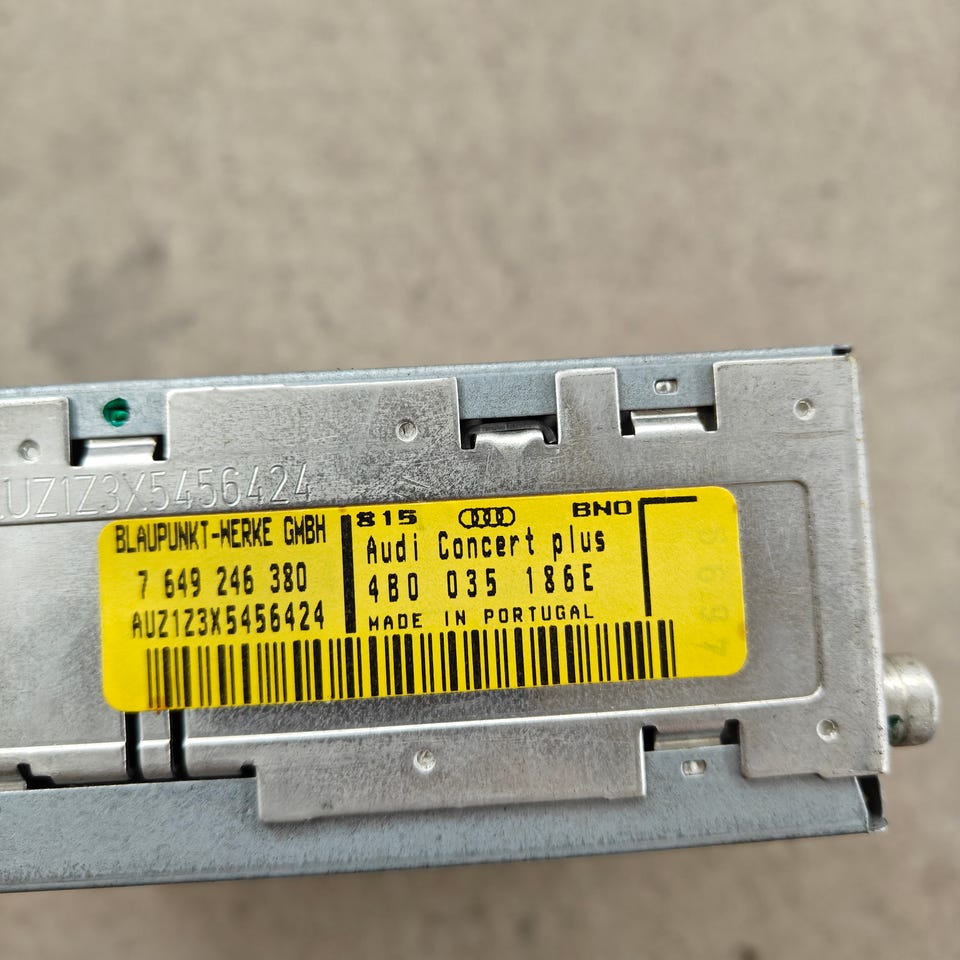 AUZ1Z3X5456424
BLAUPUNKT-WERKE GMBH
7 649 246 380
AUZ1Z3X5456424
815 BNO
Audi Concert plus
4B0 035 186E
MADE IN PORTUGAL